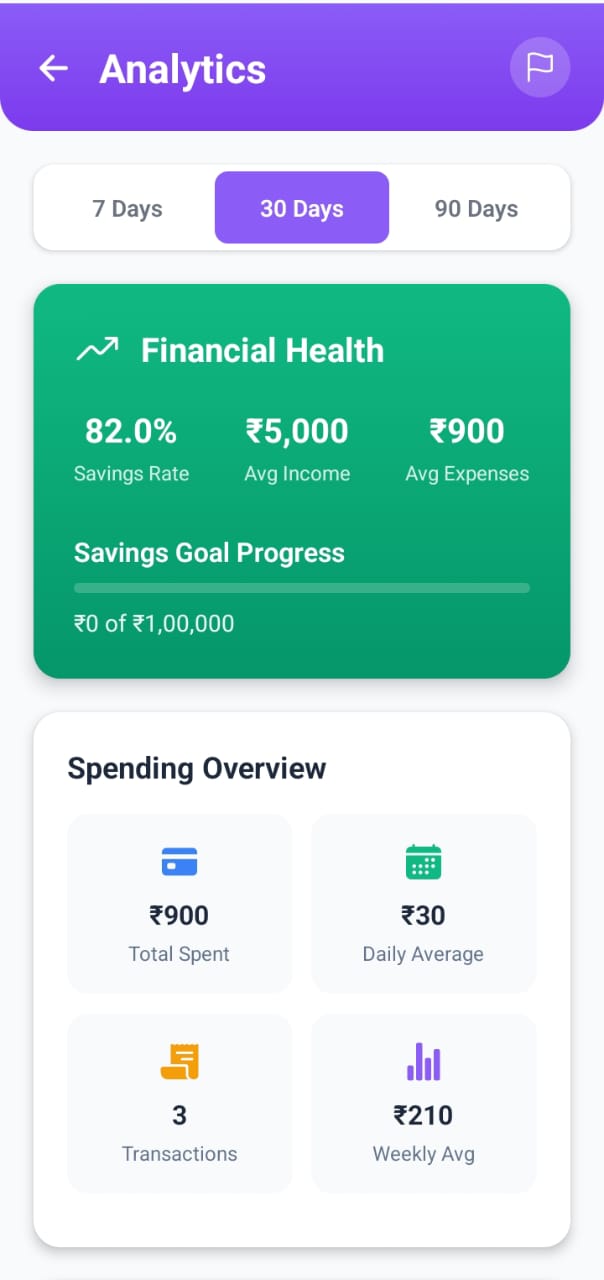 Analytics
7 Days 30 Days 90 Days
Financial Health
82.0% ₹5,000 ₹900
Savings Rate Avg Income Avg Expenses
Savings Goal Progress
₹0 of ₹1,00,000
Spending Overview
₹900 ₹30
Total Spent Daily Average
3 ₹210
Transactions Weekly Avg